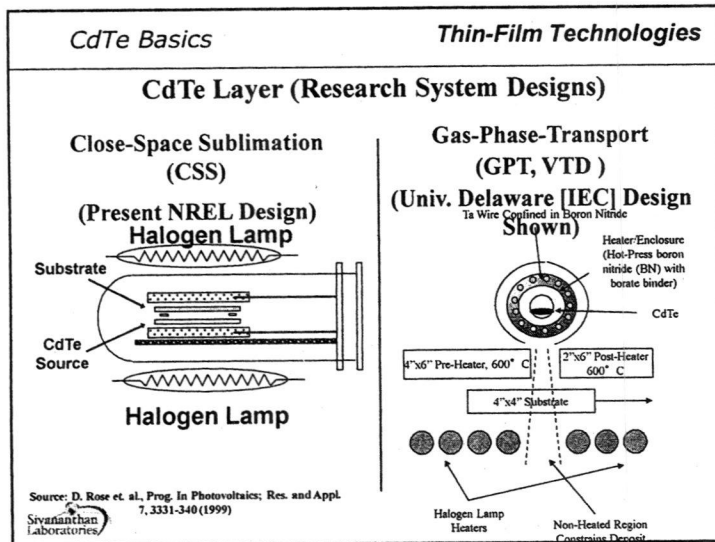 CdTe Basics
Thin-Film Technologies
CdTe Layer (Research System Designs)
Close-Space Sublimation
(CSS)
(Present NREL Design)
Halogen Lamp
Substrate
CdTe
Source
Halogen Lamp
Source: D. Rose et. al., Prog. In Photovoltaics; Res. and Appl.
7, 3331-340 (1999)
Sivananthan
Laboratories
Gas-Phase-Transport
(GPT, VTD )
(Univ. Delaware [IEC] Design
Shown)
Ta Wire Confined in Boron Nitride
Heater/Enclosure
(Hot-Press boron
nitride (BN) with
borate binder)
CdTe
4"x6" Pre-Heater, 600° C
2"x6" Post-Heater
600° C
4"x4" Substrate
Halogen Lamp
Heaters
Non-Heated Region
Constrains Deposit